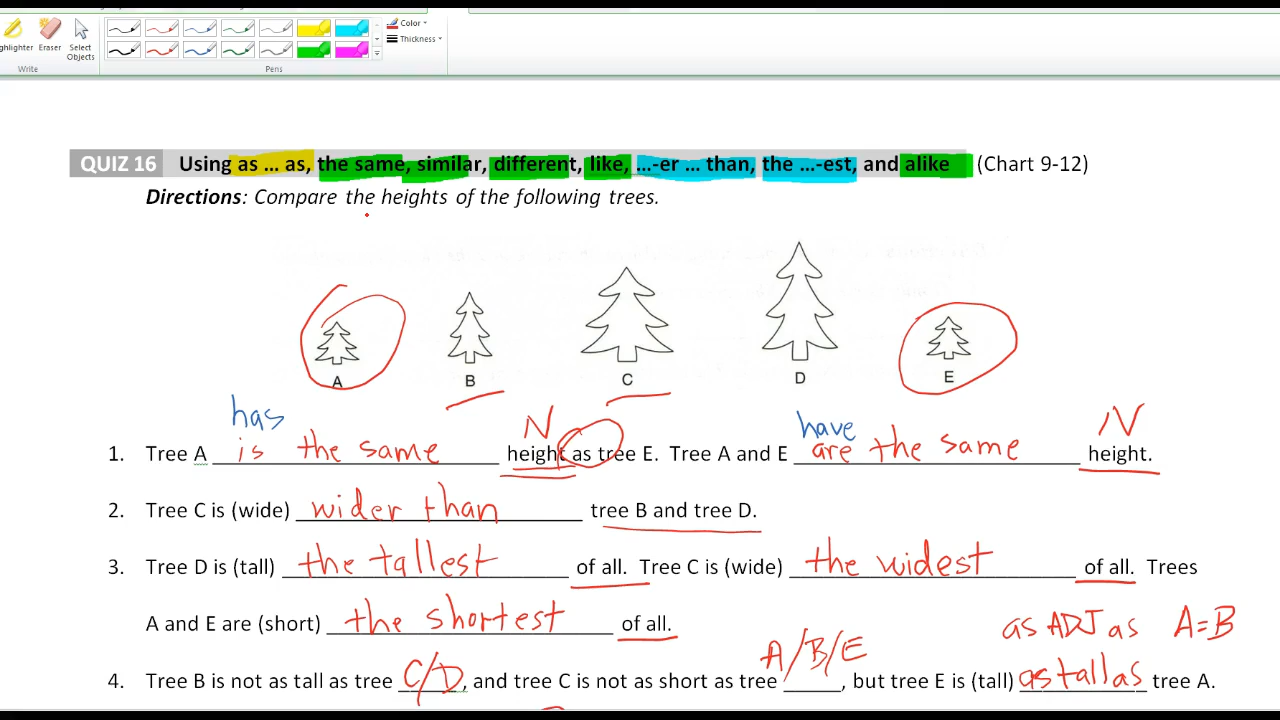 Color
ighlighter Eraser Select Objects
Thickness
Write Pens
QUIZ 16 Using as ... as, the same, similar, different, like, ...-er ... than, the ...-est, and alike (Chart 9-12)
Directions: Compare the heights of the following trees.
A B C D E
has N have N
1. Tree A is the same height as tree E. Tree A and E are the same height.
2. Tree C is (wide) wider than tree B and tree D.
3. Tree D is (tall) the tallest of all. Tree C is (wide) the widest of all. Trees
A and E are (short) the shortest of all.
as ADJ as A=B
4. Tree B is not as tall as tree C/D, and tree C is not as short as tree A/B/E, but tree E is (tall) as tall as tree A.